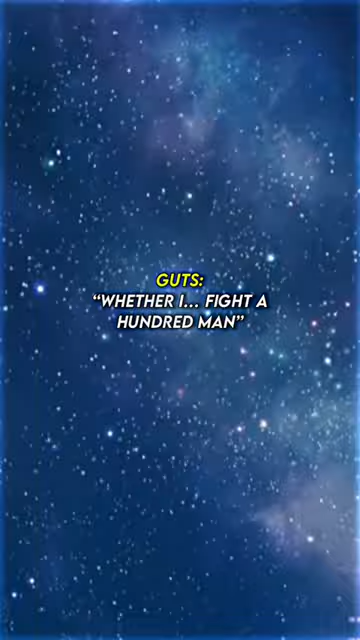 GUTS:
“WHETHER I... FIGHT A
HUNDRED MAN”